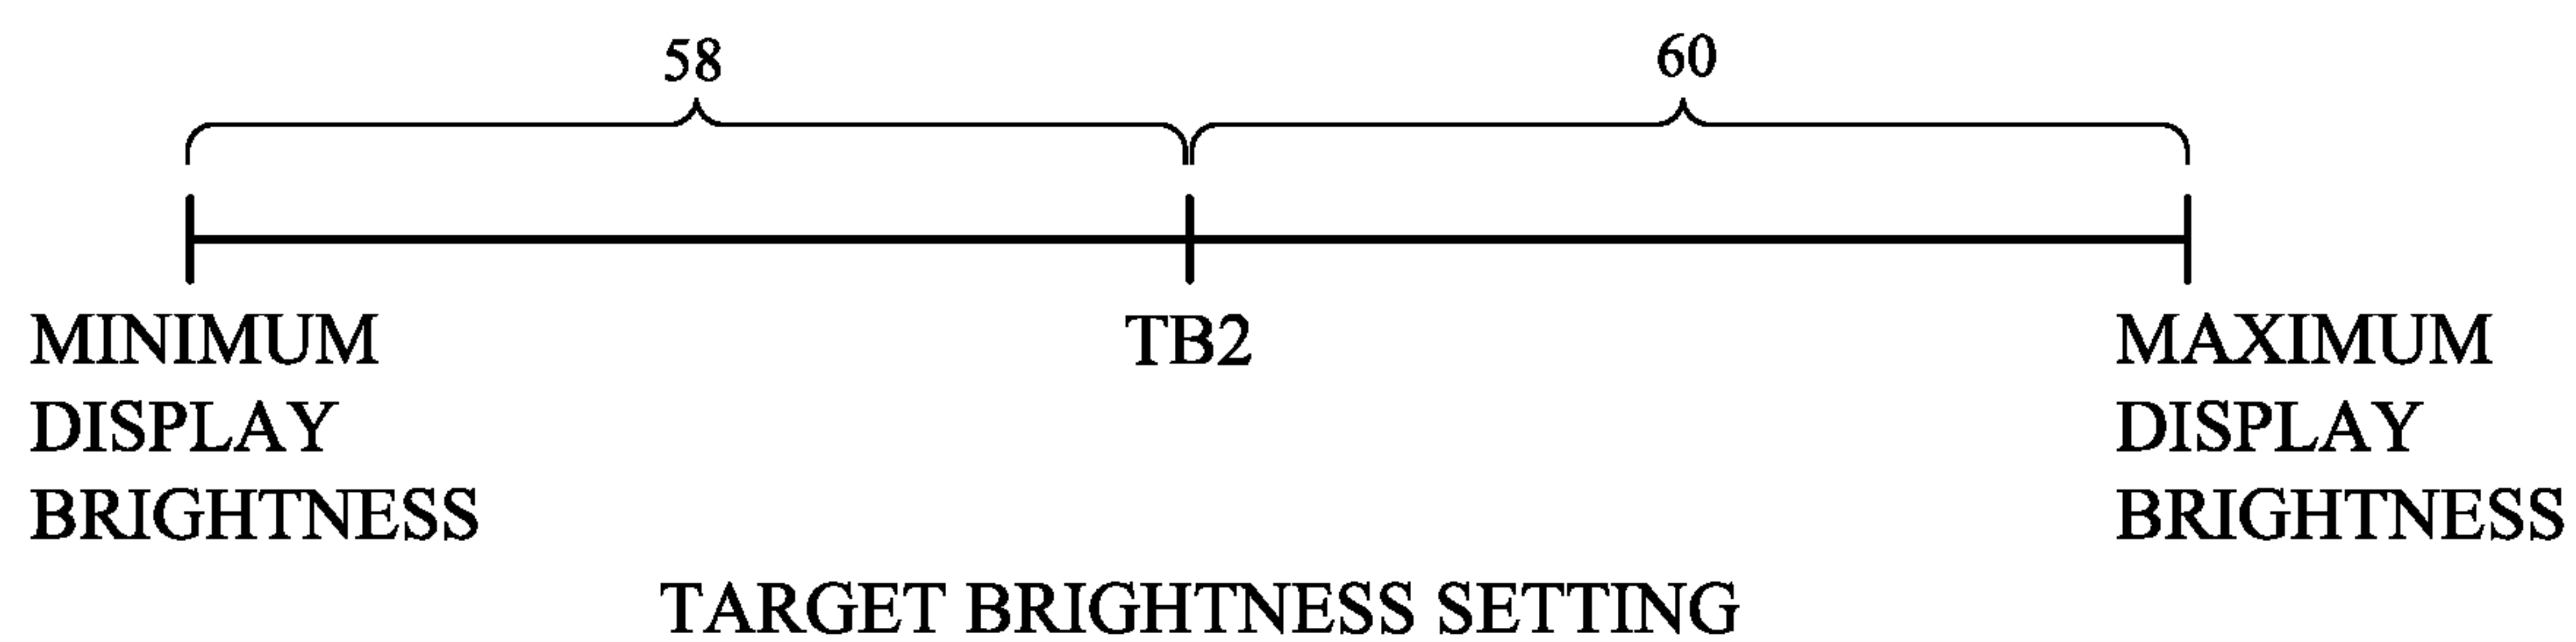 58
60
MINIMUM
DISPLAY
BRIGHTNESS
TB2
MAXIMUM
DISPLAY
BRIGHTNESS
TARGET BRIGHTNESS SETTING